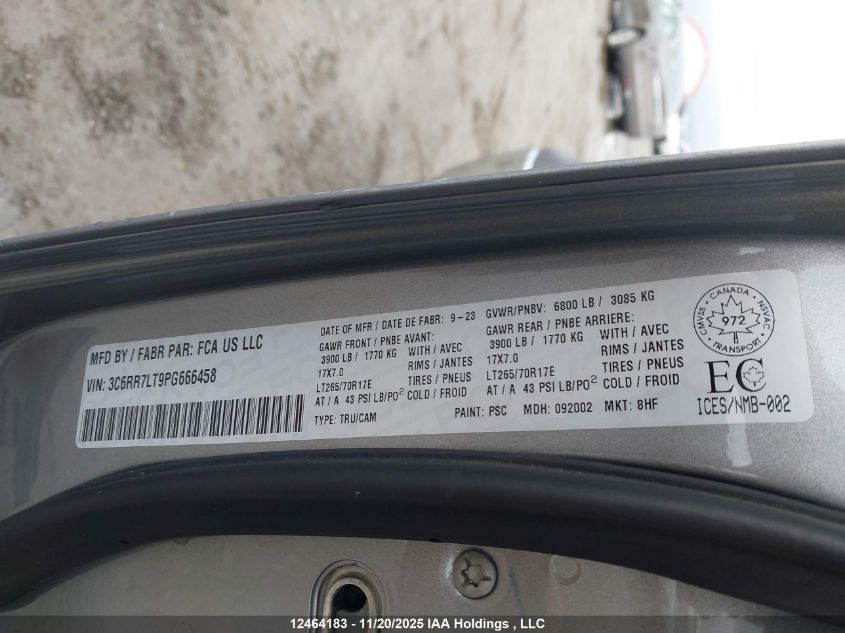 MFD BY / FABR PAR: FCA US LLC
VIN: 3C6RR7LT9PG666458
DATE OF MFR / DATE DE FABR: 9-23
GAWR FRONT / PNBE AVANT:
3900 LB / 1770 KG WITH / AVEC
17X7.0 RIMS / JANTES
LT265/70R17E TIRES / PNEUS
AT / A 43 PSI LB/PO² COLD / FROID
TYPE: TRU/CAM
GVWR/PNBV: 6800 LB / 3085 KG
GAWR REAR / PNBE ARRIERE:
3900 LB / 1770 KG WITH / AVEC
17X7.0 RIMS / JANTES
LT265/70R17E TIRES / PNEUS
AT / A 43 PSI LB/PO² COLD / FROID
PAINT: PSC MDH: 092002 MKT: 8HF
CANADA
CMVSS NSVAC
972
TRANSPORT
EC
ICES/NMB-002
12464183 - 11/20/2025 IAA Holdings , LLC